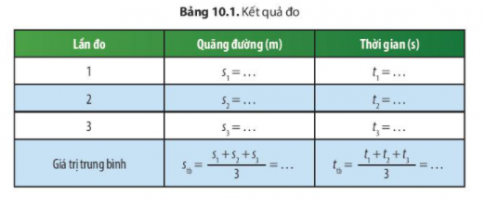 Bảng 10.1. Kết quả đo
Lần đo Quãng đường (m) Thời gian (s)
1 s₁ = ... t₁ = ...
2 s₂ = ... t₂ = ...
3 s₃ = ... t₃ = ...
Giá trị trung bình s_tb = (s₁ + s₂ + s₃)/3 = ... t_tb = (t₁ + t₂ + t₃)/3 = ...